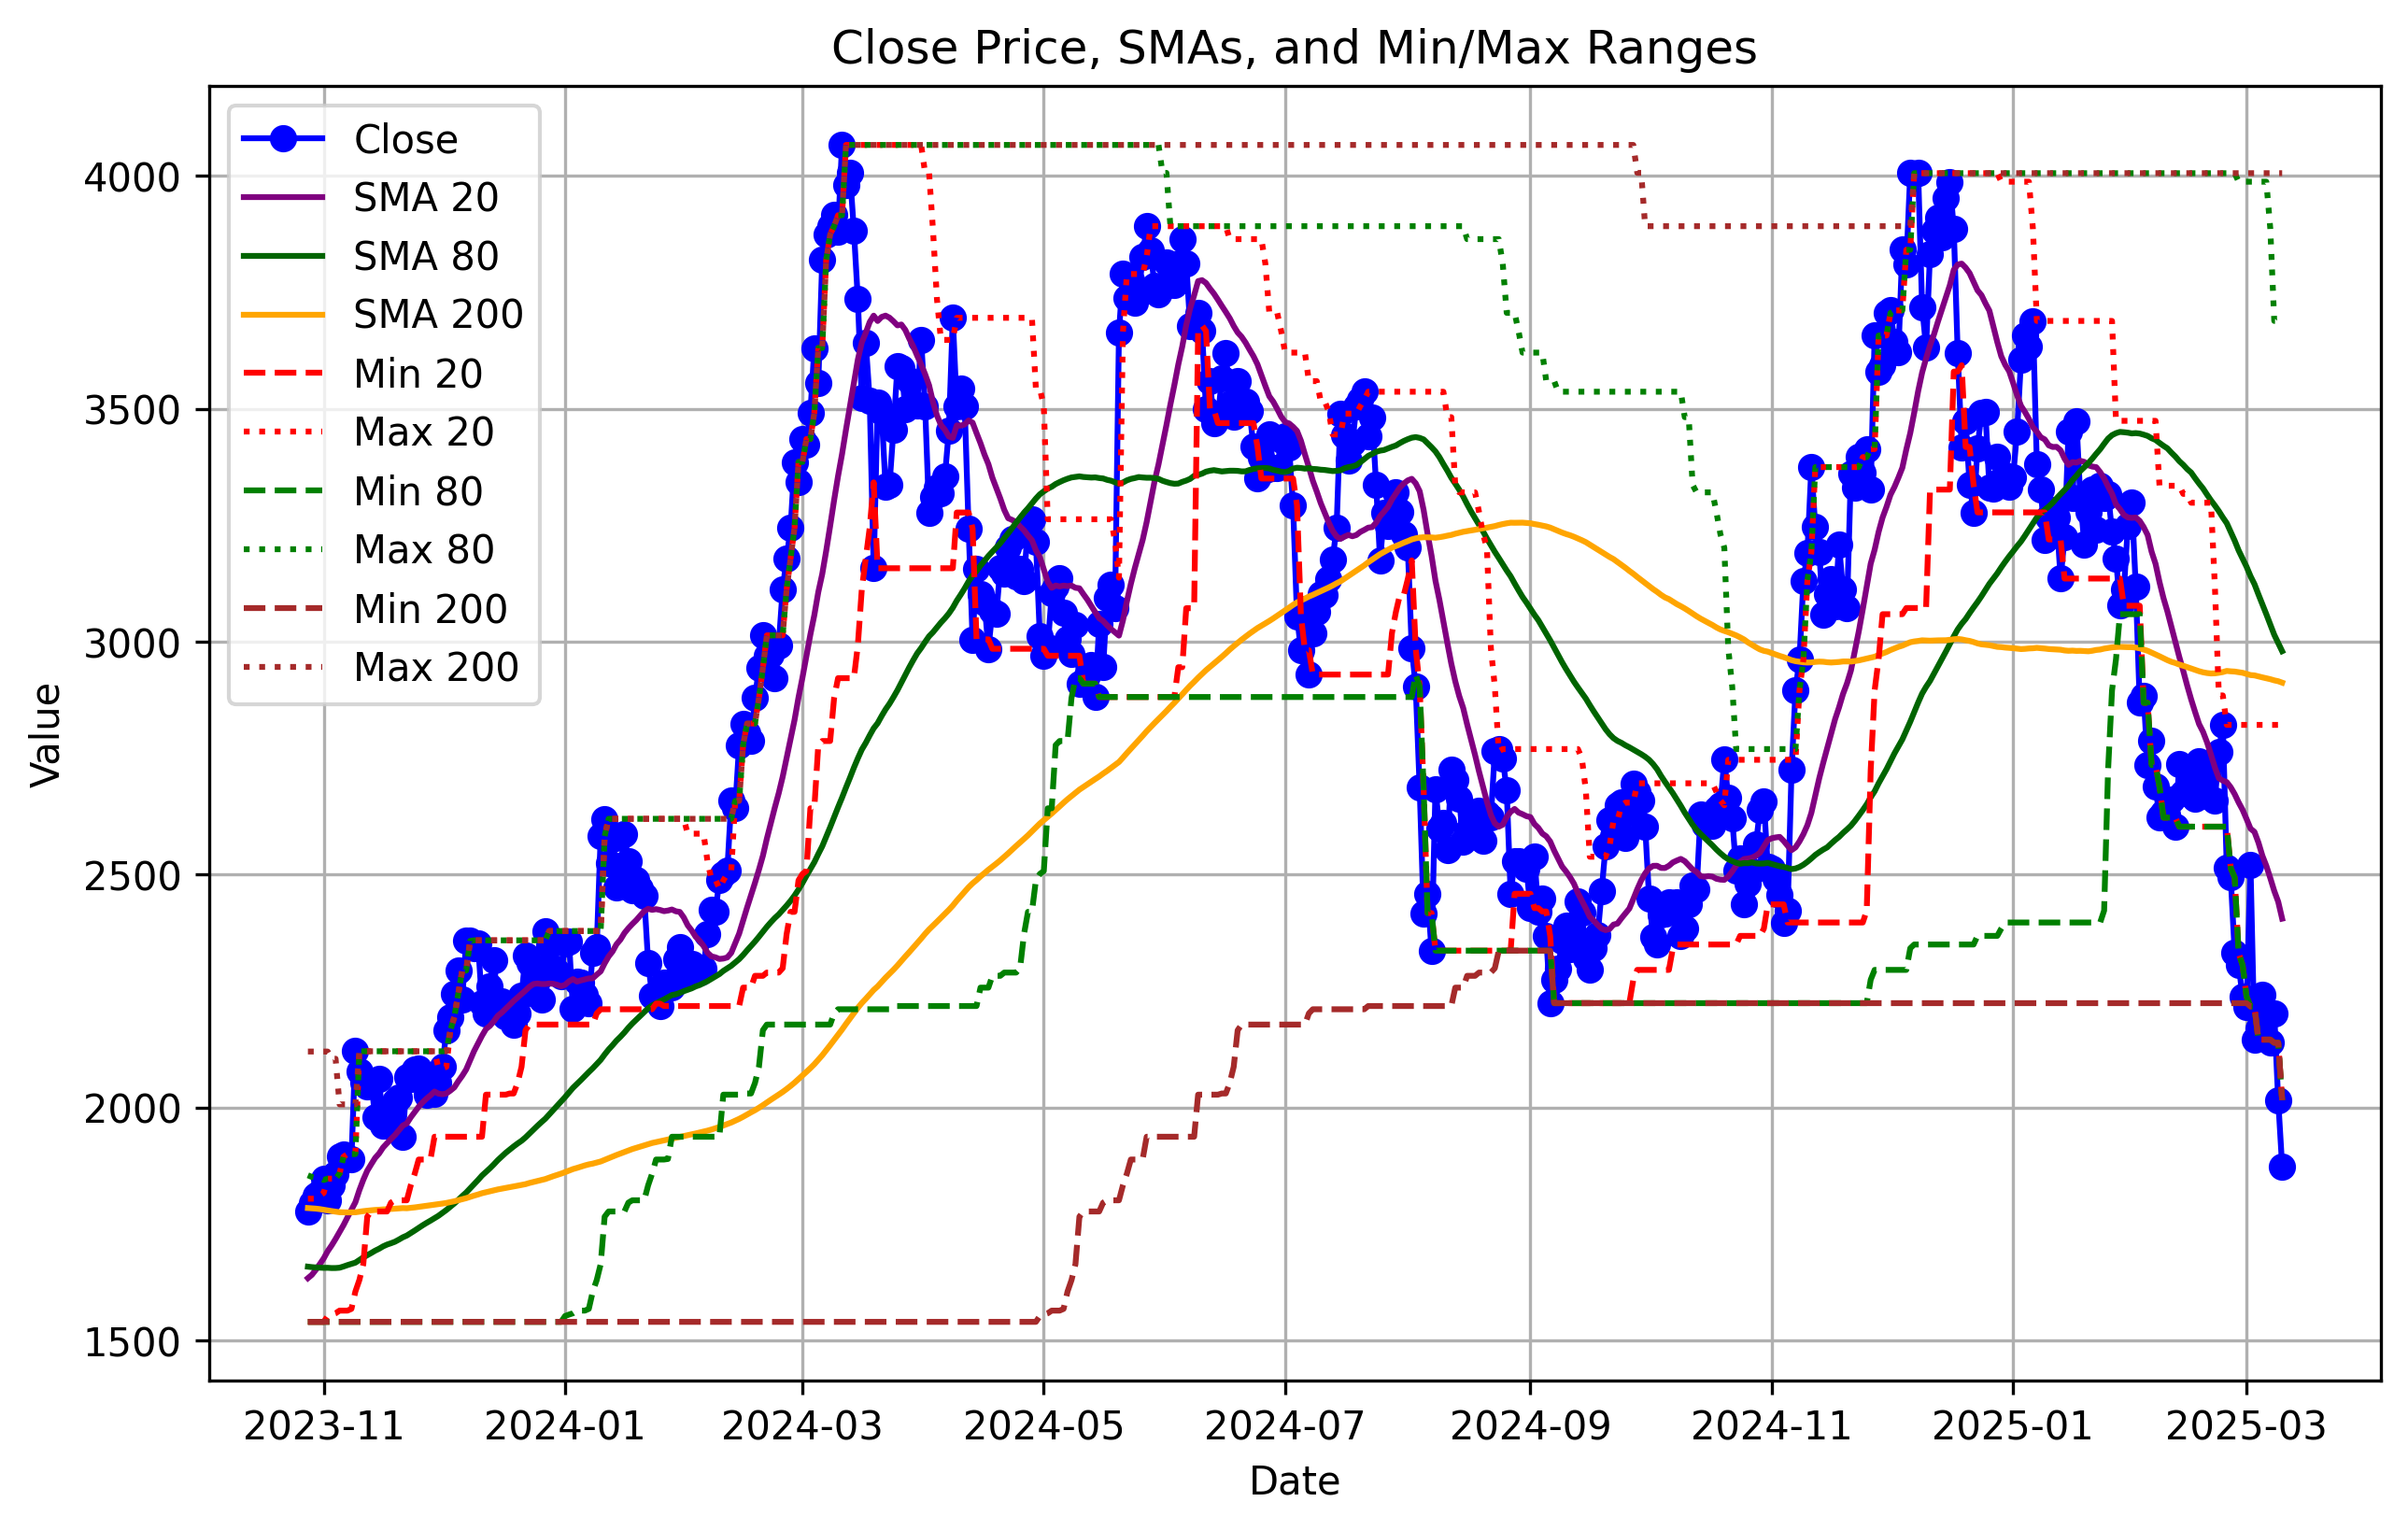 Close Price, SMAs, and Min/Max Ranges
Close
SMA 20
SMA 80
SMA 200
Min 20
Max 20
Min 80
Max 80
Min 200
Max 200
Value
4000
3500
3000
2500
2000
1500
2023-11
2024-01
2024-03
2024-05
2024-07
2024-09
2024-11
2025-01
2025-03
Date